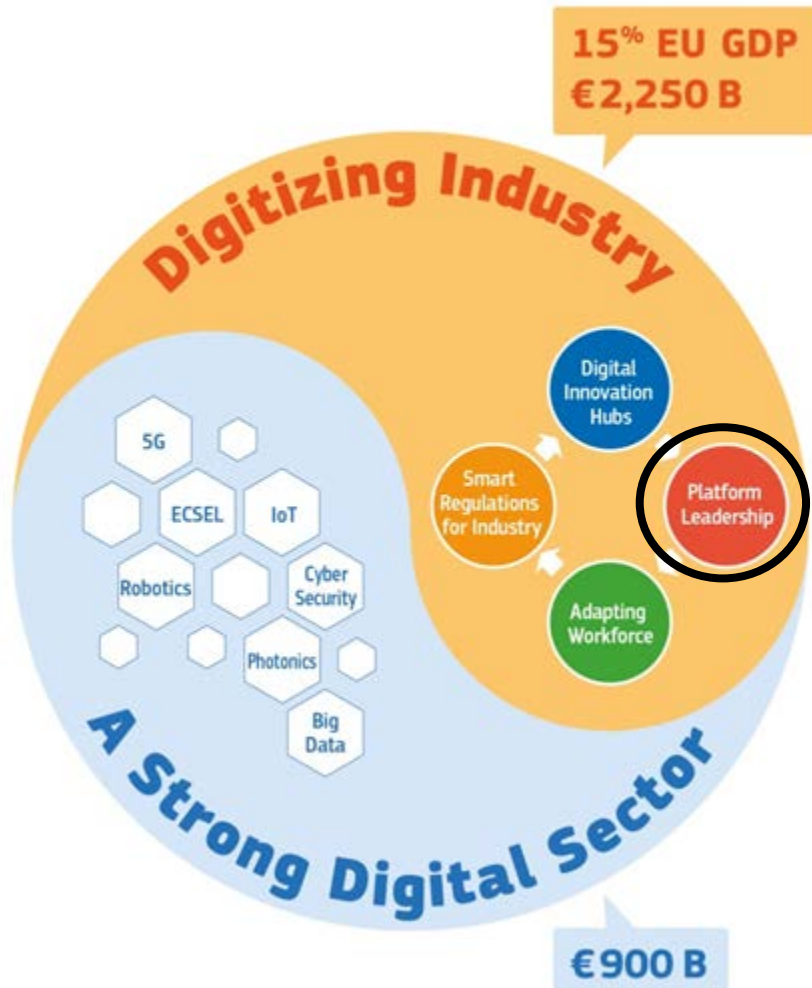 15% EU GDP
€2,250 B
Digitizing Industry
Digital
Innovation
Hubs
Platform
Leadership
Smart
Regulations
for Industry
Adapting
Workforce
5G
ECSEL
IoT
Robotics
Cyber
Security
Photonics
Big
Data
A Strong Digital Sector
€900 B